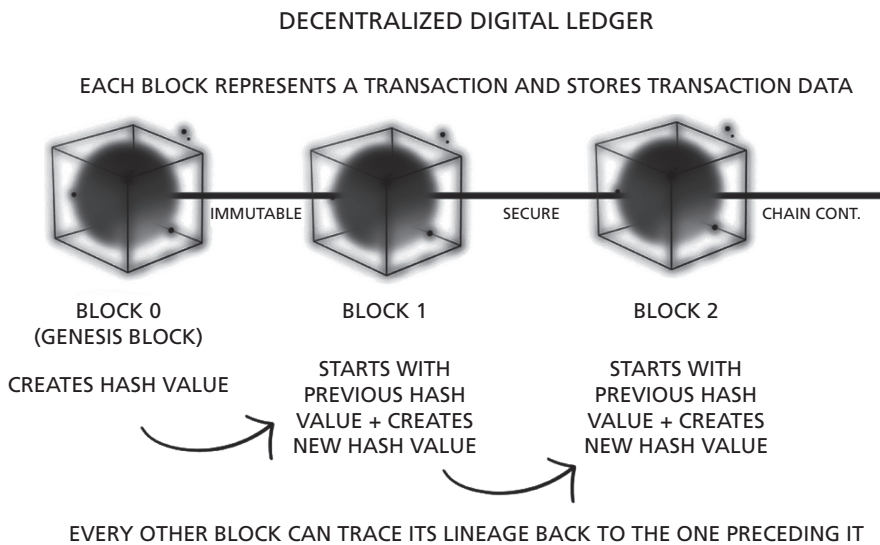 DECENTRALIZED DIGITAL LEDGER
EACH BLOCK REPRESENTS A TRANSACTION AND STORES TRANSACTION DATA
IMMUTABLE
SECURE
CHAIN CONT.
BLOCK 0
(GENESIS BLOCK)
CREATES HASH VALUE
BLOCK 1
STARTS WITH
PREVIOUS HASH
VALUE + CREATES
NEW HASH VALUE
BLOCK 2
STARTS WITH
PREVIOUS HASH
VALUE + CREATES
NEW HASH VALUE
EVERY OTHER BLOCK CAN TRACE ITS LINEAGE BACK TO THE ONE PRECEDING IT